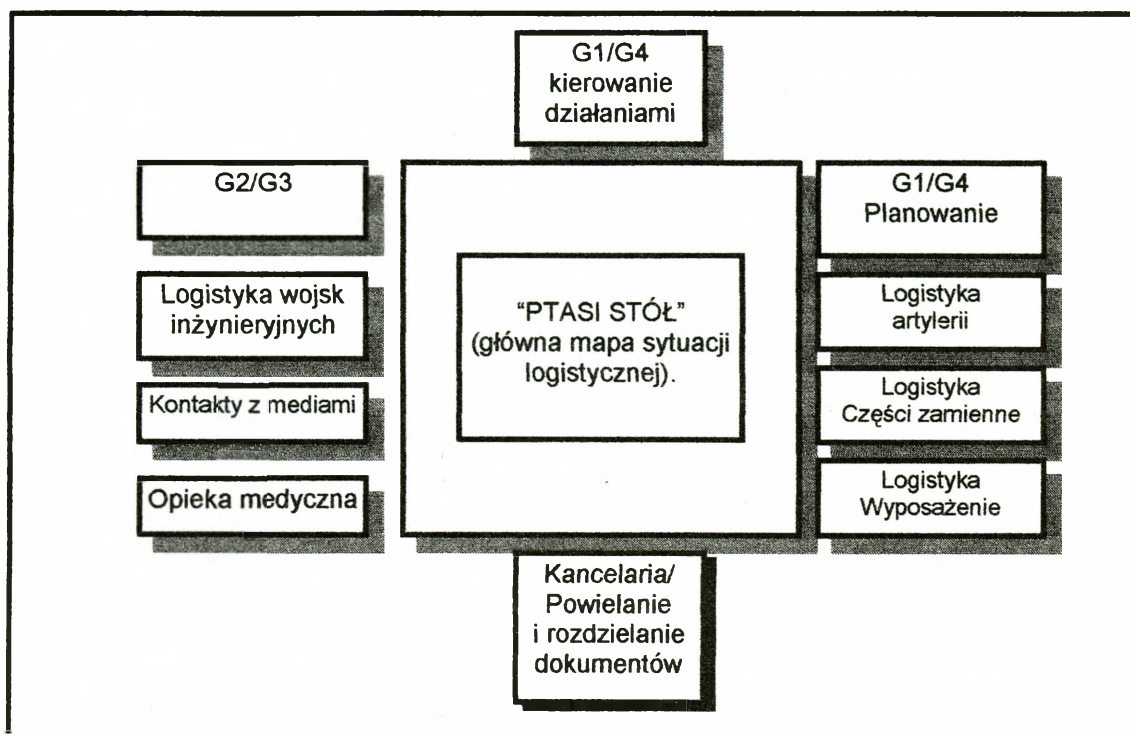 G1/G4
kierowanie
działaniami
G2/G3
Logistyka wojsk
inżynieryjnych
Kontakty z mediami
Opieka medyczna
“PTASI STÓŁ”
(główna mapa sytuacji
logistycznej).
G1/G4
Planowanie
Logistyka
artylerii
Logistyka
Części zamienne
Logistyka
Wyposażenie
Kancelaria/
Powielanie
i rozdzielanie
dokumentów